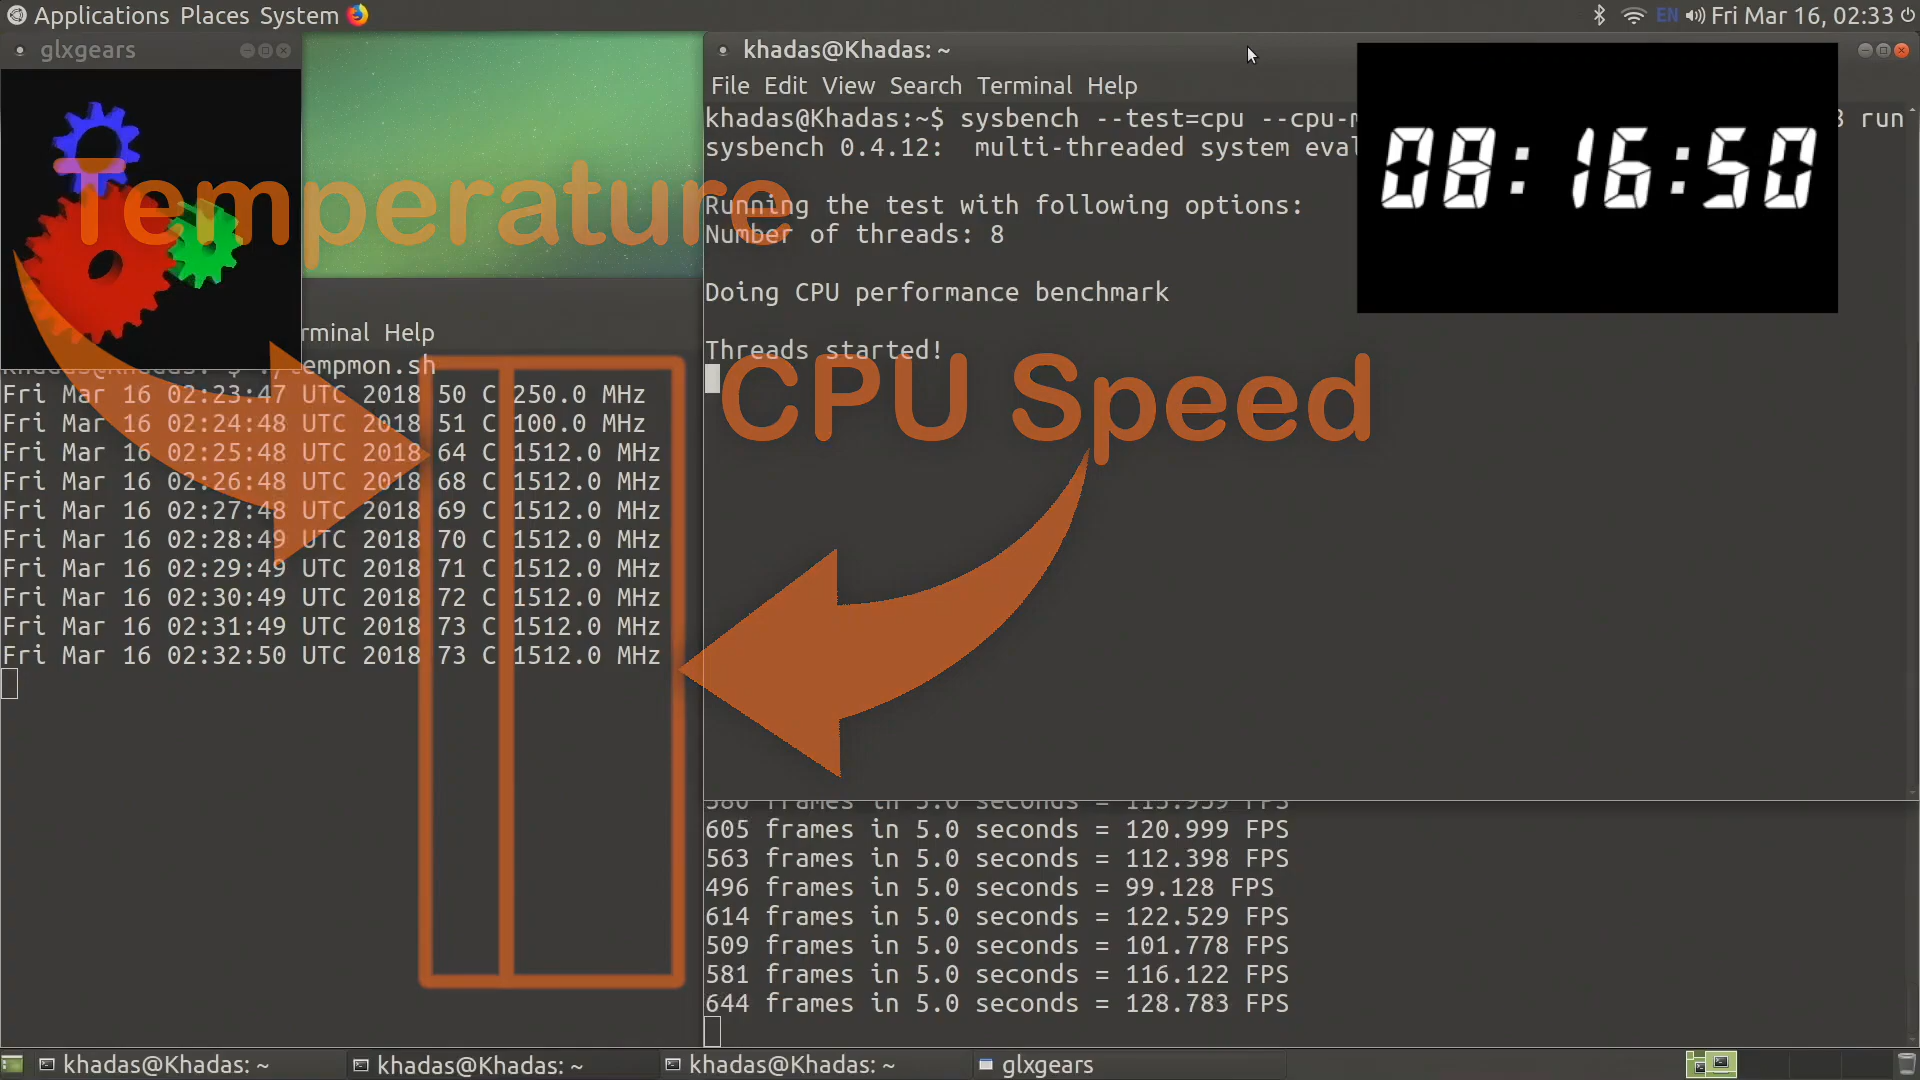 Applications Places System
EN
Fri Mar 16, 02:33
glxgears
khadas@Khadas: ~
File Edit View Search Terminal Help
khadas@Khadas:~$ sysbench --test=cpu --cpu- run
sysbench 0.4.12: multi-threaded system
08:16:50
Temperature
Running the test with following options:
Number of threads: 8
Doing CPU performance benchmark
Threads started!
CPU Speed
Help
Fri Mar 16 02:23:47 UTC 2018 50 C 250.0 MHz
Fri Mar 16 02:24:48 UTC 2018 51 C 100.0 MHz
Fri Mar 16 02:25:48 UTC 2018 64 C 1512.0 MHz
Fri Mar 16 02:26:48 UTC 2018 68 C 1512.0 MHz
Fri Mar 16 02:27:48 UTC 2018 69 C 1512.0 MHz
Fri Mar 16 02:28:49 UTC 2018 70 C 1512.0 MHz
Fri Mar 16 02:29:49 UTC 2018 71 C 1512.0 MHz
Fri Mar 16 02:30:49 UTC 2018 72 C 1512.0 MHz
Fri Mar 16 02:31:49 UTC 2018 73 C 1512.0 MHz
Fri Mar 16 02:32:50 UTC 2018 73 C 1512.0 MHz
frames in 5.0 seconds = FPS
605 frames in 5.0 seconds = 120.999 FPS
563 frames in 5.0 seconds = 112.398 FPS
496 frames in 5.0 seconds = 99.128 FPS
614 frames in 5.0 seconds = 122.529 FPS
509 frames in 5.0 seconds = 101.778 FPS
581 frames in 5.0 seconds = 116.122 FPS
644 frames in 5.0 seconds = 128.783 FPS
khadas@Khadas: ~
khadas@Khadas: ~
khadas@Khadas: ~
glxgears